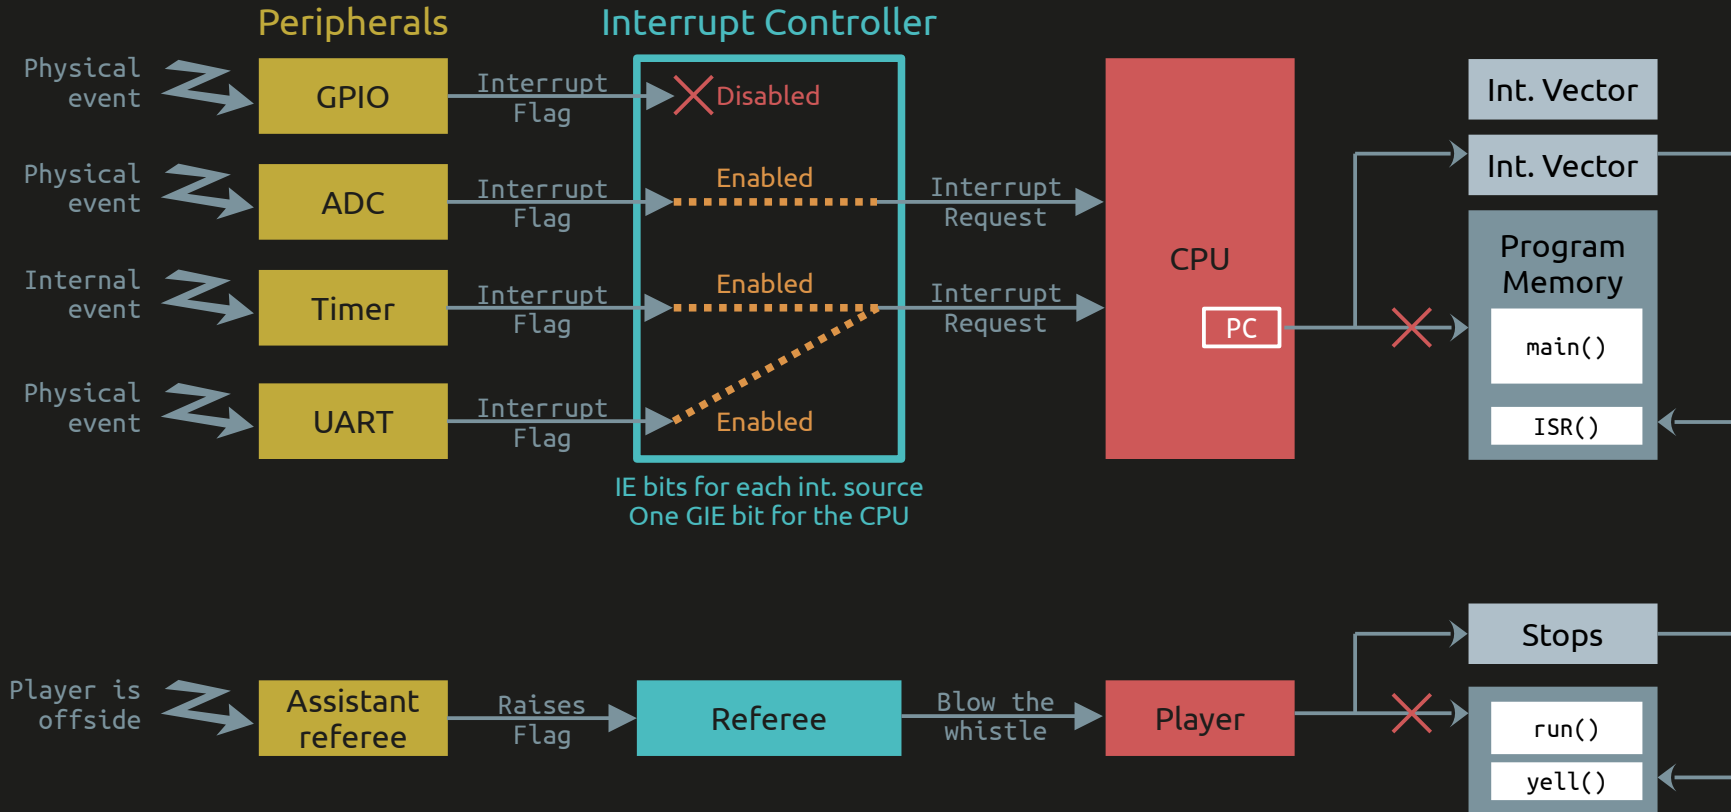 Peripherals
Interrupt Controller
Physical
event
GPIO
Interrupt
Flag
Disabled
Int. Vector
Physical
event
ADC
Interrupt
Flag
Enabled
Interrupt
Request
Int. Vector
Internal
event
Timer
Interrupt
Flag
Enabled
Interrupt
Request
CPU
PC
Program
Memory
main()
ISR()
Physical
event
UART
Interrupt
Flag
Enabled
IE bits for each int. source
One GIE bit for the CPU
Player is
offside
Assistant
referee
Raises
Flag
Referee
Blow the
whistle
Player
Stops
run()
yell()